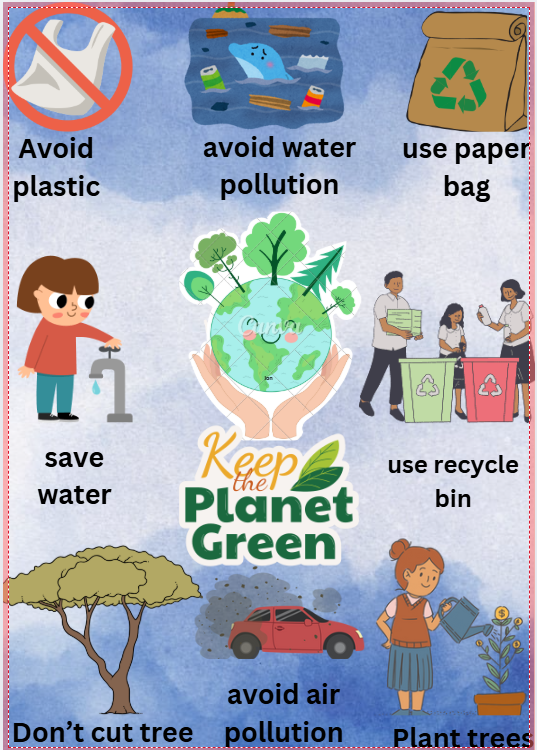 Avoid
plastic
avoid water
pollution
use paper
bag
Canva
save
water
use recycle
bin
Keep
the
Planet
Green
Don't cut tree
avoid air
pollution
Plant trees